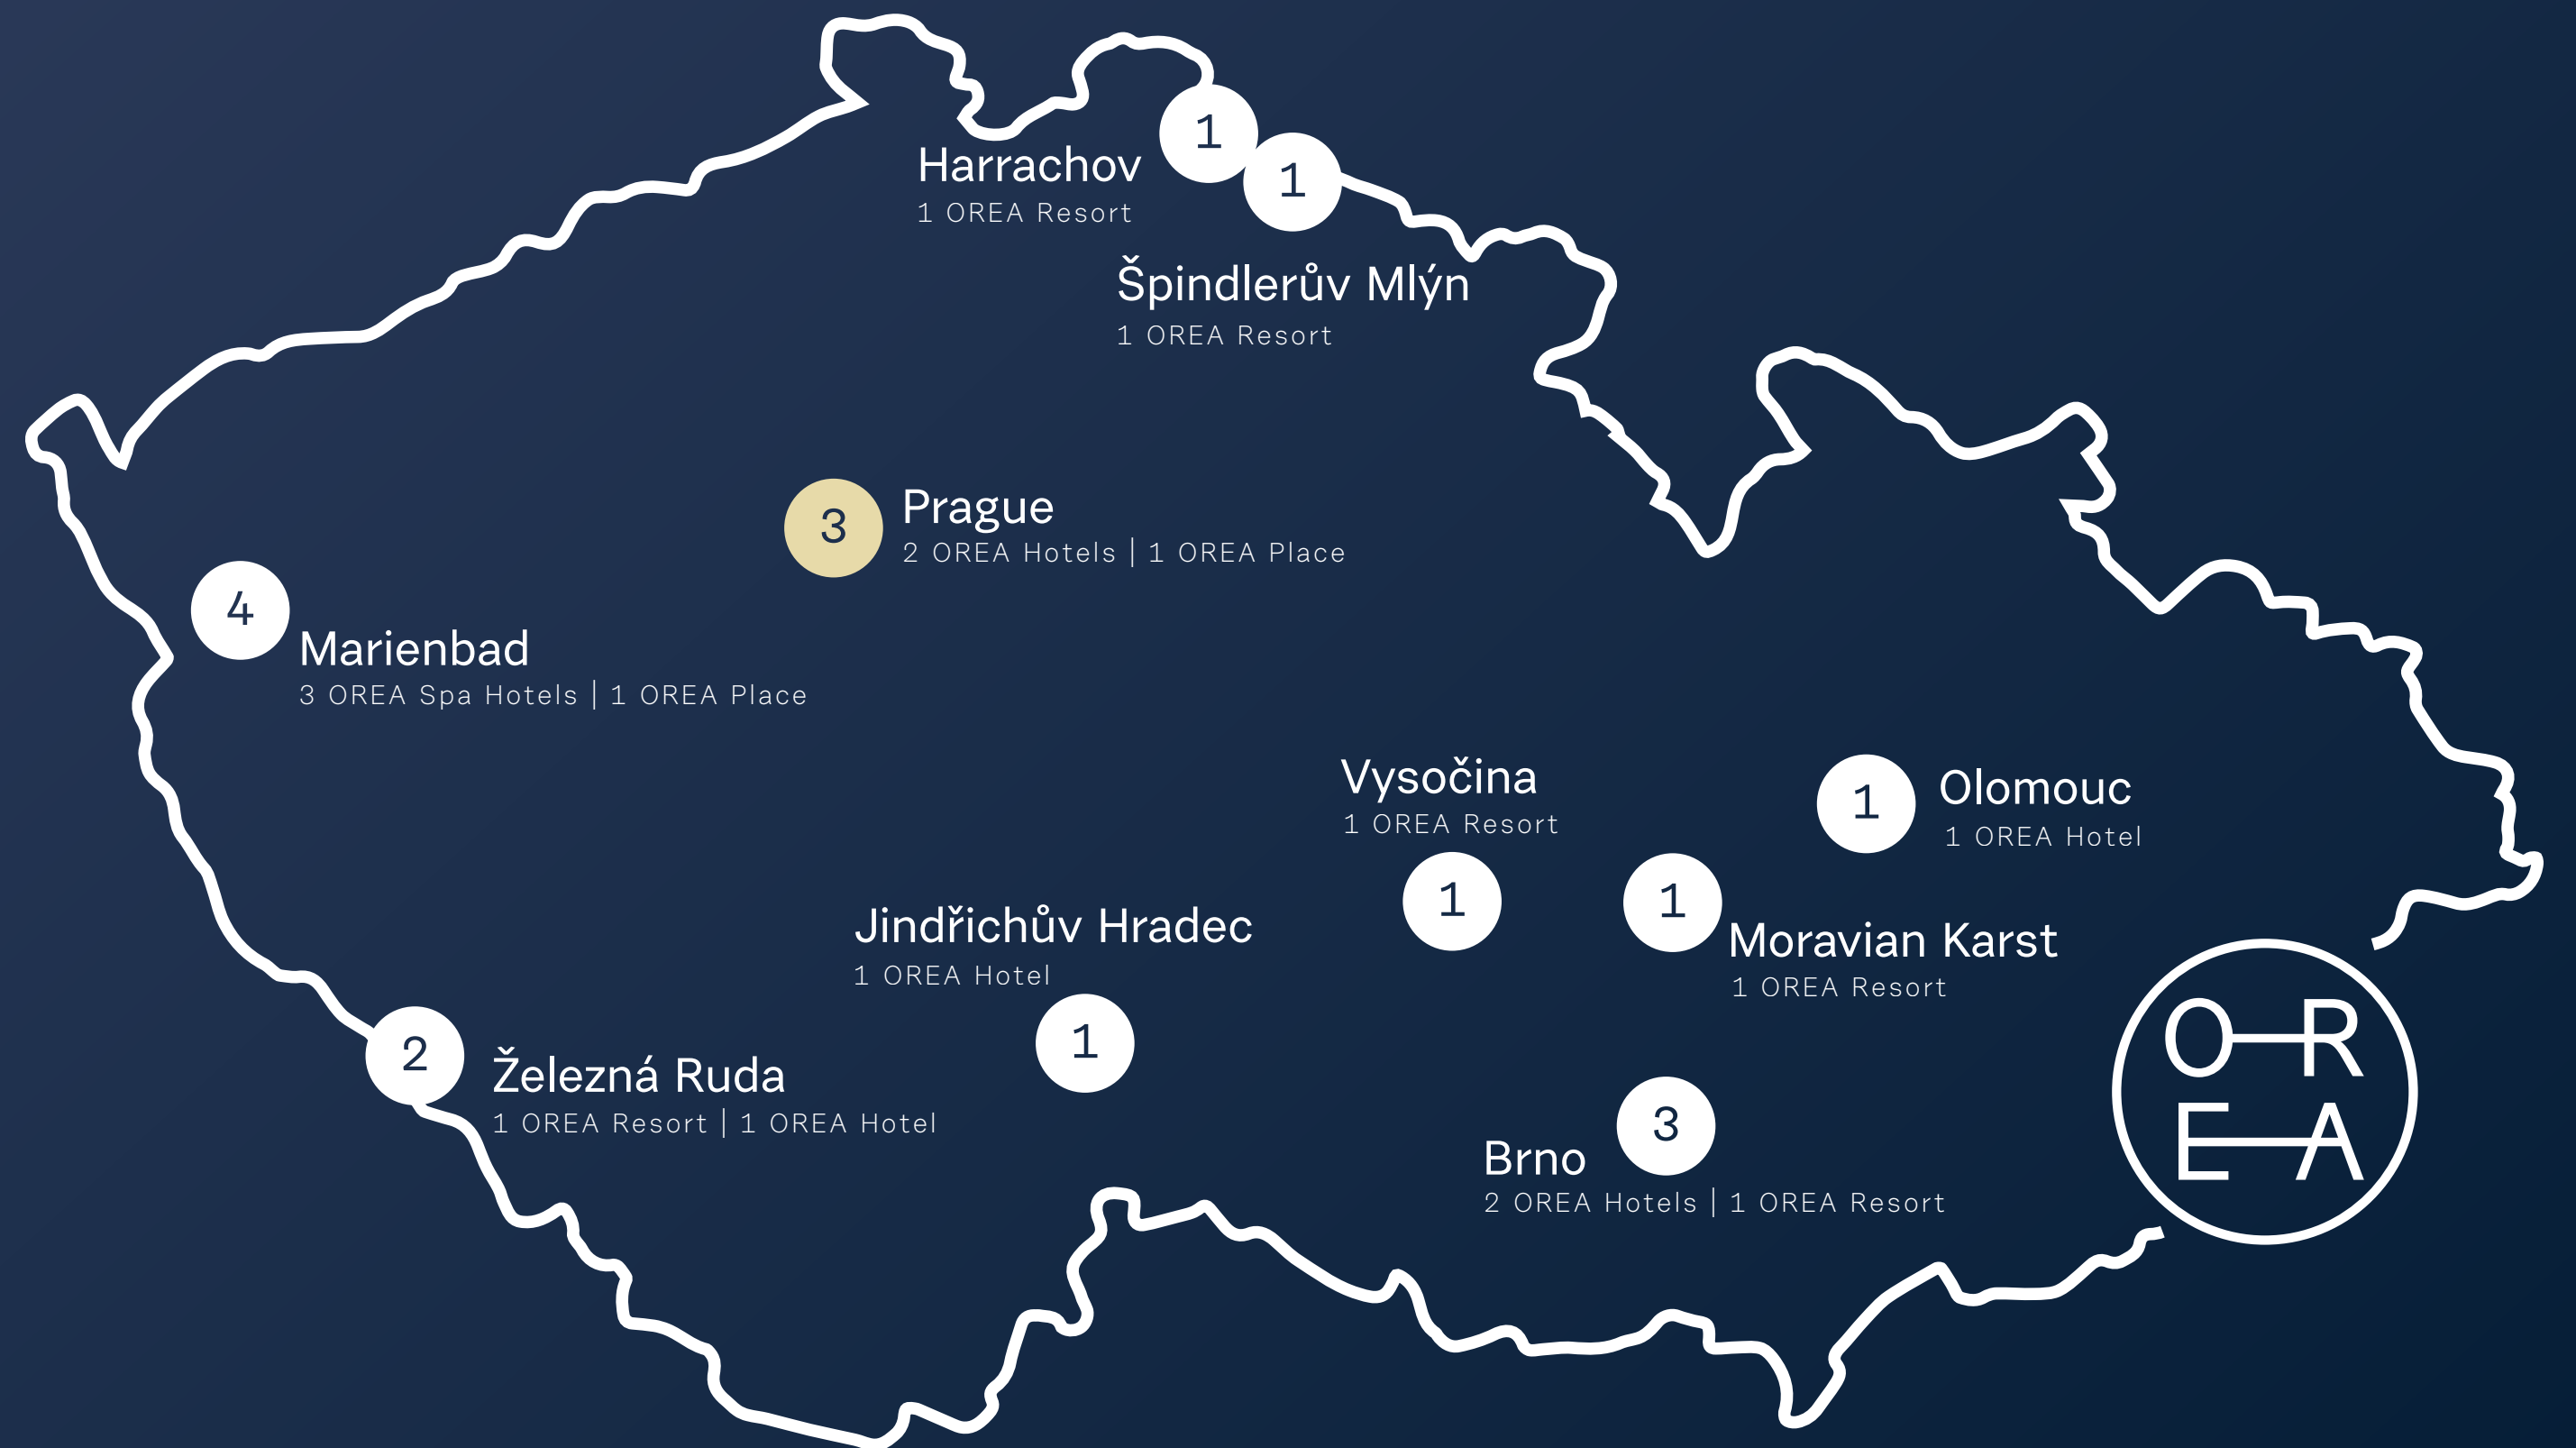 1
Harrachov
1 OREA Resort
1
Špindlerův Mlýn
1 OREA Resort
3
Prague
2 OREA Hotels | 1 OREA Place
4
Marienbad
3 OREA Spa Hotels | 1 OREA Place
Vysočina
1 OREA Resort
1
1
Olomouc
1 OREA Hotel
1
Moravian Karst
1 OREA Resort
Jindřichův Hradec
1 OREA Hotel
1
2
Železná Ruda
1 OREA Resort | 1 OREA Hotel
3
Brno
2 OREA Hotels | 1 OREA Resort
O-R
E-A